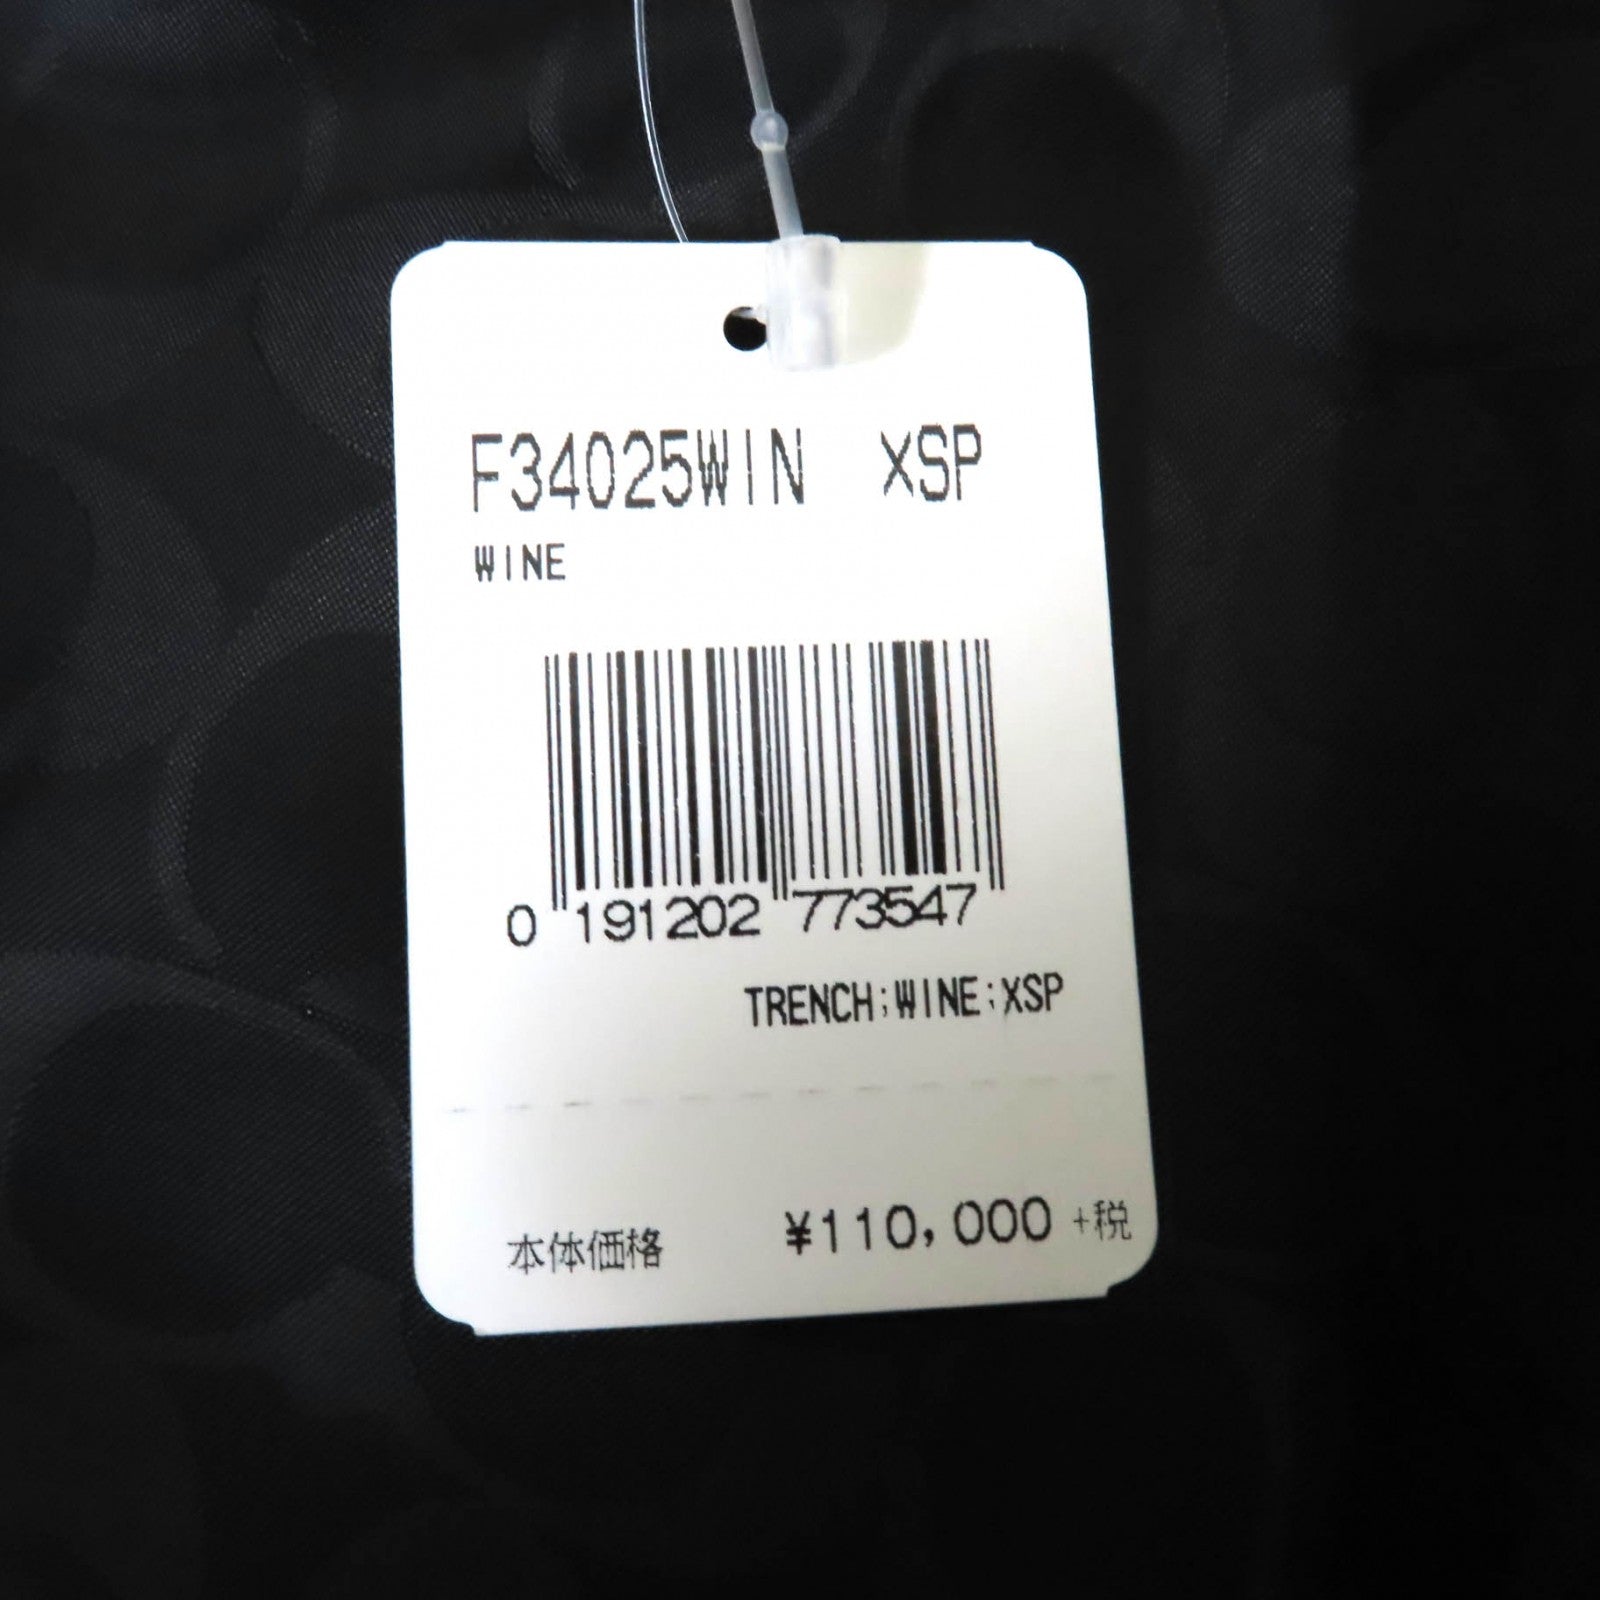 F34025WIN XSP
WINE
0 191202 773547
TRENCH;WINE;XSP
本体価格 ¥110,000 +税